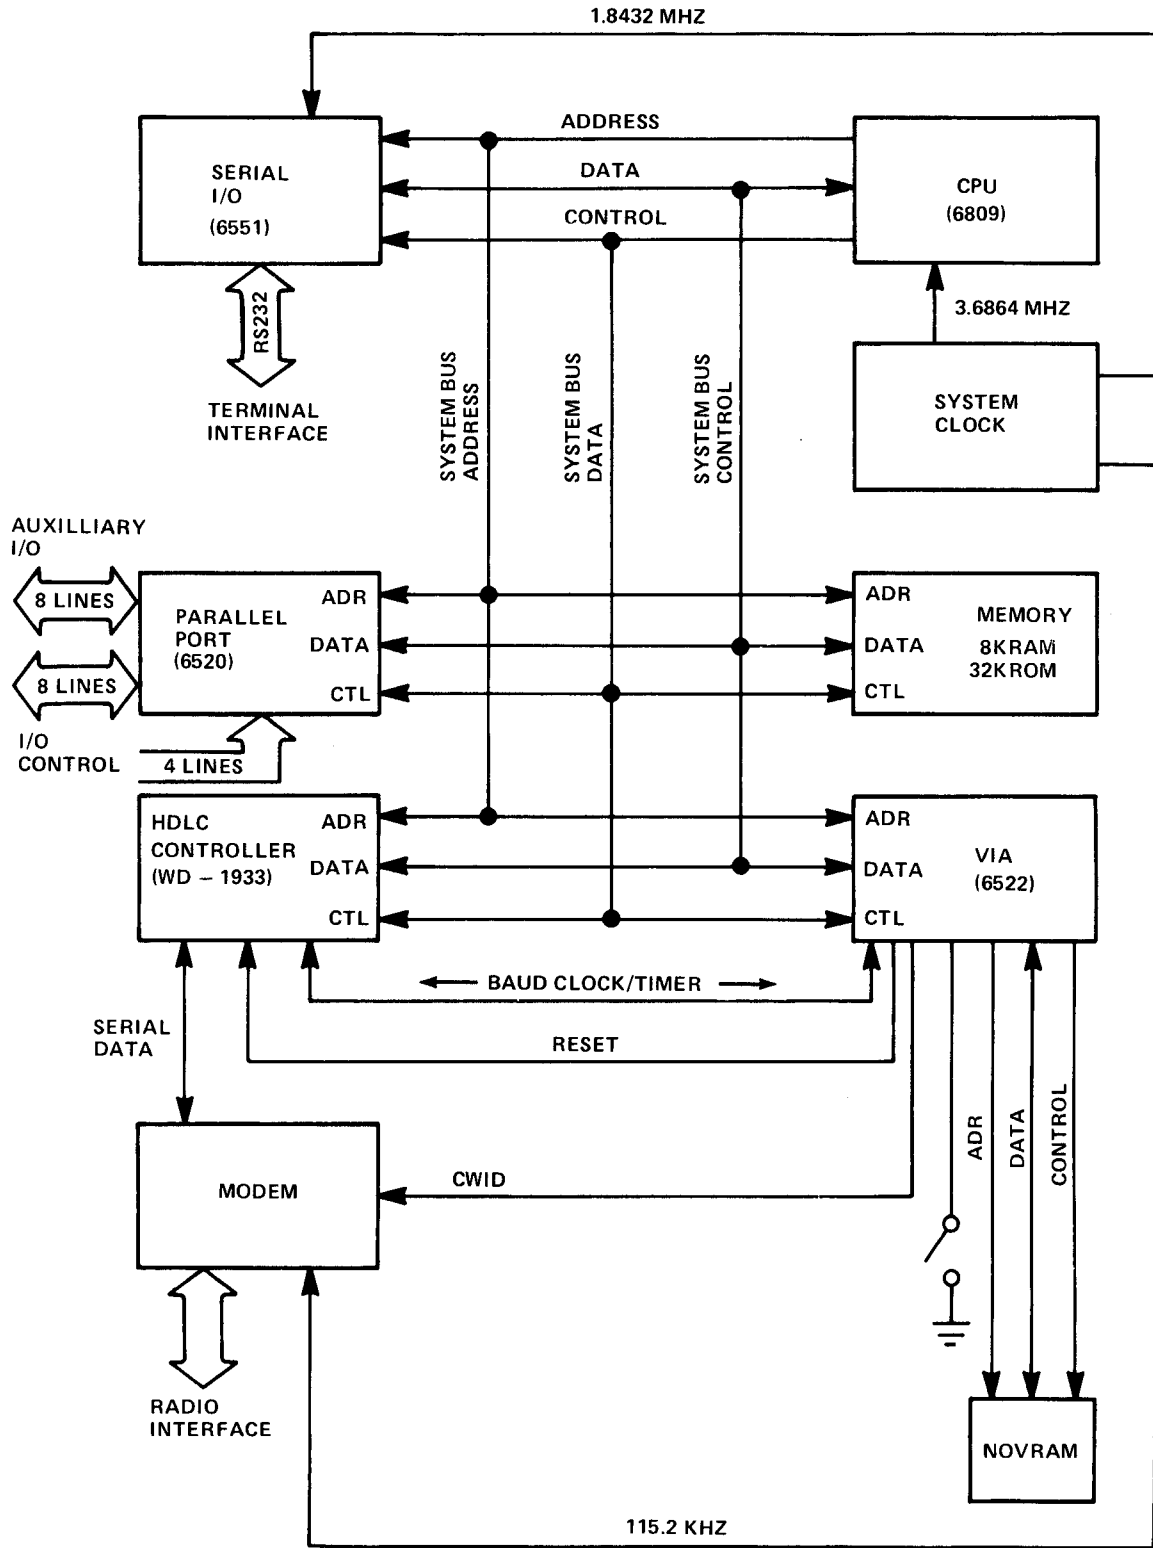 1.8432 MHZ
ADDRESS
SERIAL
I/O
(6551)
DATA
CPU
(6809)
CONTROL
RS232
3.6864 MHZ
TERMINAL
INTERFACE
SYSTEM BUS
ADDRESS
SYSTEM BUS
DATA
SYSTEM BUS
CONTROL
SYSTEM
CLOCK
AUXILLIARY
I/O
8 LINES
8 LINES
I/O
CONTROL
4 LINES
PARALLEL
PORT
(6520)
ADR
DATA
CTL
ADR
DATA
CTL
MEMORY
8KRAM
32KROM
HDLC
CONTROLLER
(WD – 1933)
ADR
DATA
CTL
ADR
DATA
CTL
VIA
(6522)
BAUD CLOCK/TIMER
SERIAL
DATA
RESET
MODEM
CWID
ADR
DATA
CONTROL
RADIO
INTERFACE
NOVRAM
115.2 KHZ